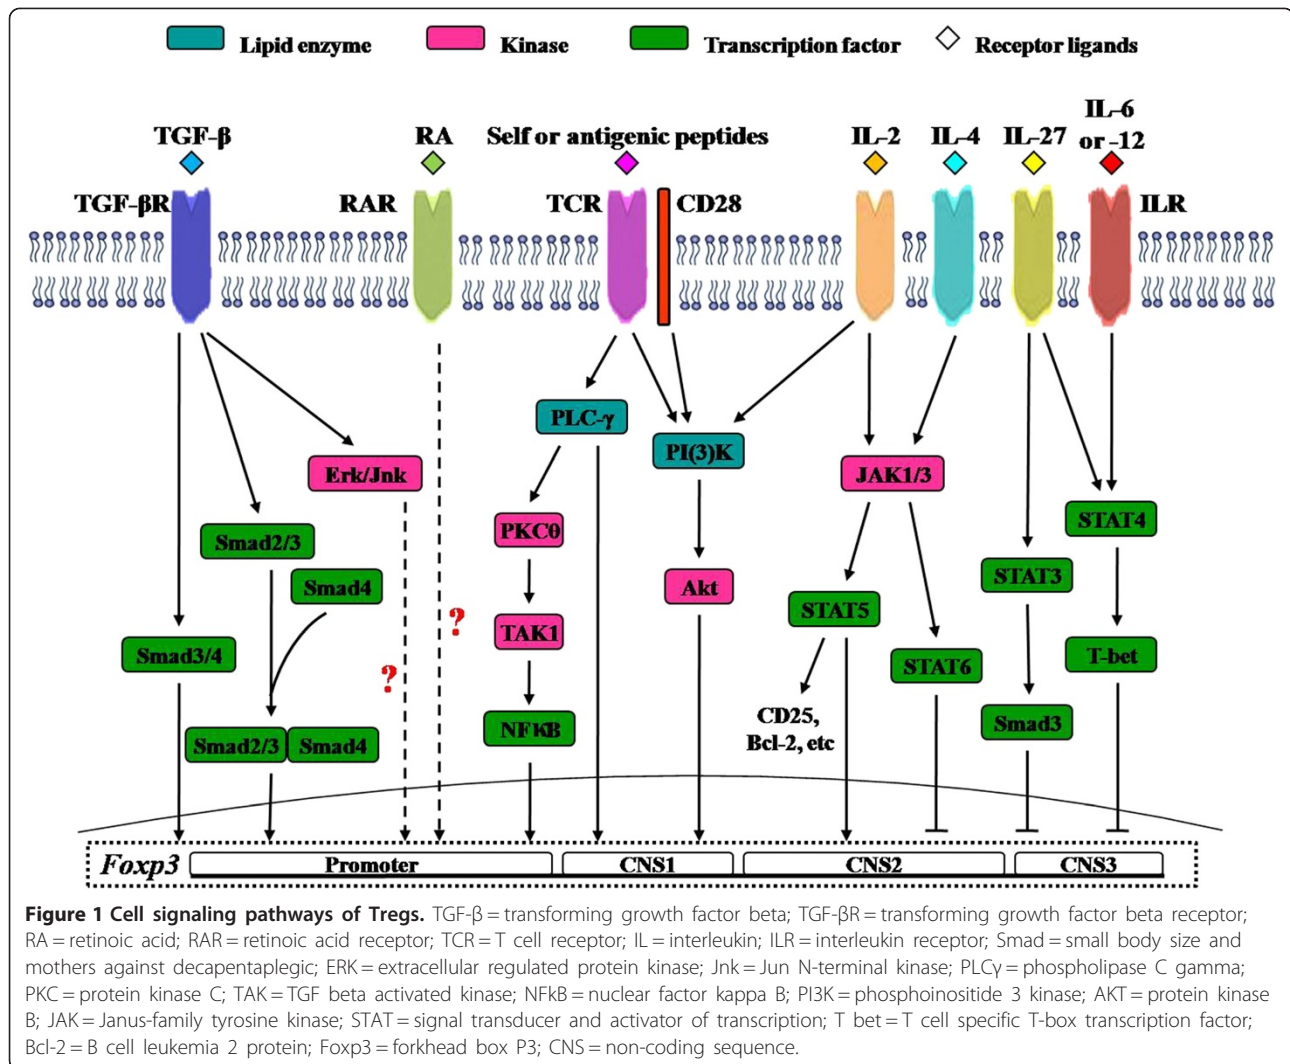 Lipid enzyme Kinase Transcription factor Receptor ligands
IL-6
TGF-β RA Self or antigenic peptides IL-2 IL-4 IL-27 or -12
TGF-βR RAR TCR CD28 ILR
PLC-γ
PI(3)K
Erk/Jnk JAK1/3
PKCθ STAT4
Smad2/3
STAT3
Smad4 Akt
STAT5
?
TAK1
Smad3/4 T-bet
STAT6
?
CD25,
Smad3
NFκB
Bcl-2, etc
Smad2/3 Smad4
Foxp3 Promoter CNS1 CNS2 CNS3
Figure 1 Cell signaling pathways of Tregs. TGF-β = transforming growth factor beta; TGF-βR = transforming growth factor beta receptor;
RA = retinoic acid; RAR = retinoic acid receptor; TCR = T cell receptor; IL = interleukin; ILR = interleukin receptor; Smad = small body size and
mothers against decapentaplegic; ERK = extracellular regulated protein kinase; Jnk = Jun N-terminal kinase; PLCγ = phospholipase C gamma;
PKC = protein kinase C; TAK = TGF beta activated kinase; NFkB = nuclear factor kappa B; PI3K = phosphoinositide 3 kinase; AKT = protein kinase
B; JAK = Janus-family tyrosine kinase; STAT = signal transducer and activator of transcription; T bet = T cell specific T-box transcription factor;
Bcl-2 = B cell leukemia 2 protein; Foxp3 = forkhead box P3; CNS = non-coding sequence.